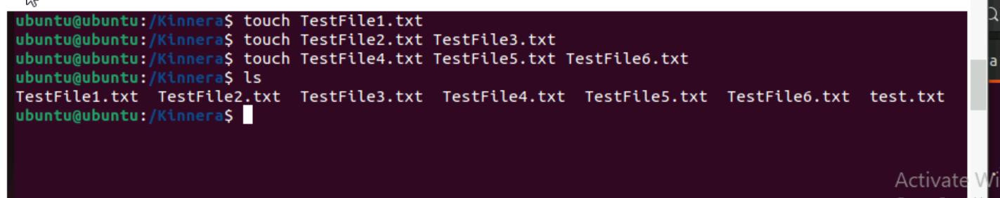 ubuntu@ubuntu:/Kinnera$ touch TestFile1.txt
ubuntu@ubuntu:/Kinnera$ touch TestFile2.txt TestFile3.txt
ubuntu@ubuntu:/Kinnera$ touch TestFile4.txt TestFile5.txt TestFile6.txt
a
ubuntu@ubuntu:/Kinnera$ ls
TestFile1.txt  TestFile2.txt  TestFile3.txt  TestFile4.txt  TestFile5.txt  TestFile6.txt  test.txt
ubuntu@ubuntu:/Kinnera$
Activate Wi